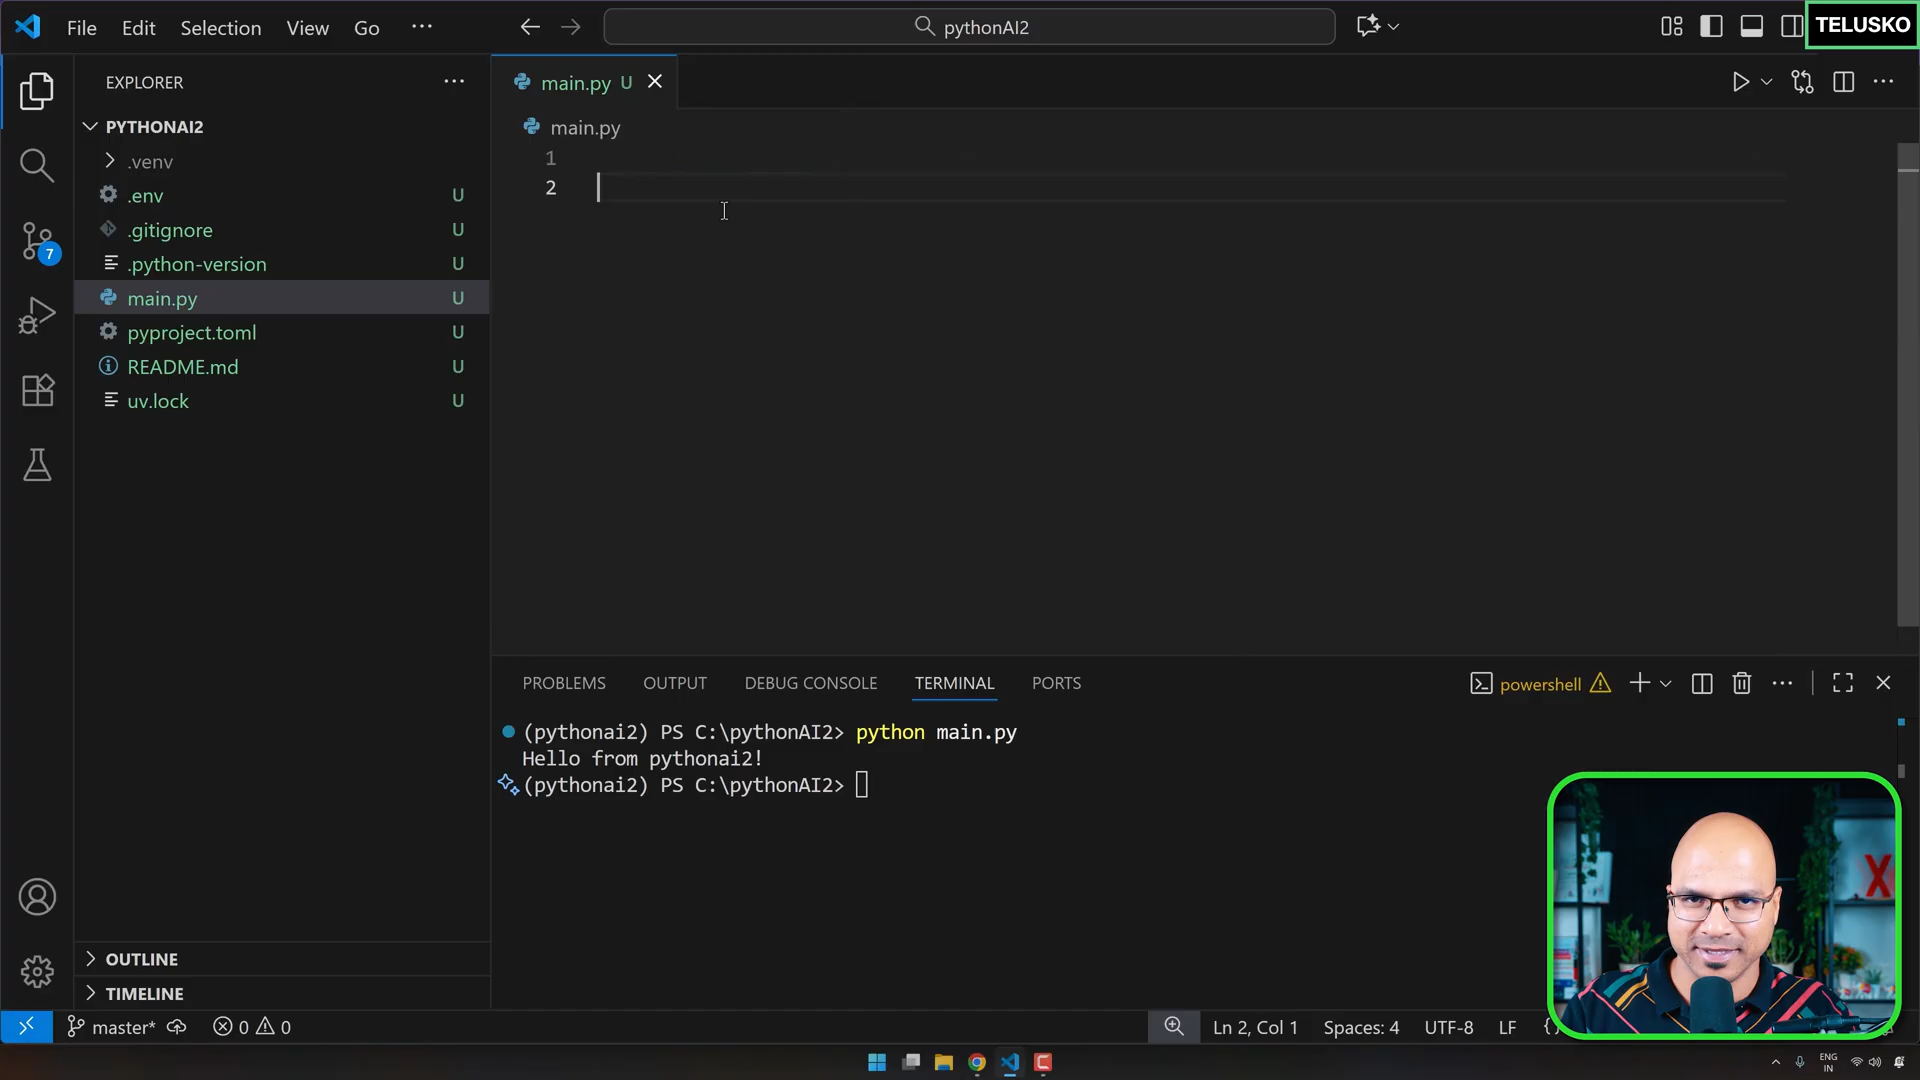 File Edit Selection View Go ··· pythonAI2 TELUSKO
EXPLORER
PYTHONAI2
.venv
.env U
.gitignore U
.python-version U
main.py U
pyproject.toml U
README.md U
uv.lock U
7
OUTLINE
TIMELINE
main.py U
main.py
1
2
PROBLEMS OUTPUT DEBUG CONSOLE TERMINAL PORTS
powershell
(pythonai2) PS C:\pythonAI2> python main.py
Hello from pythonai2!
(pythonai2) PS C:\pythonAI2>
master* 0 0 Ln 2, Col 1 Spaces: 4 UTF-8 LF {
ENG
IN